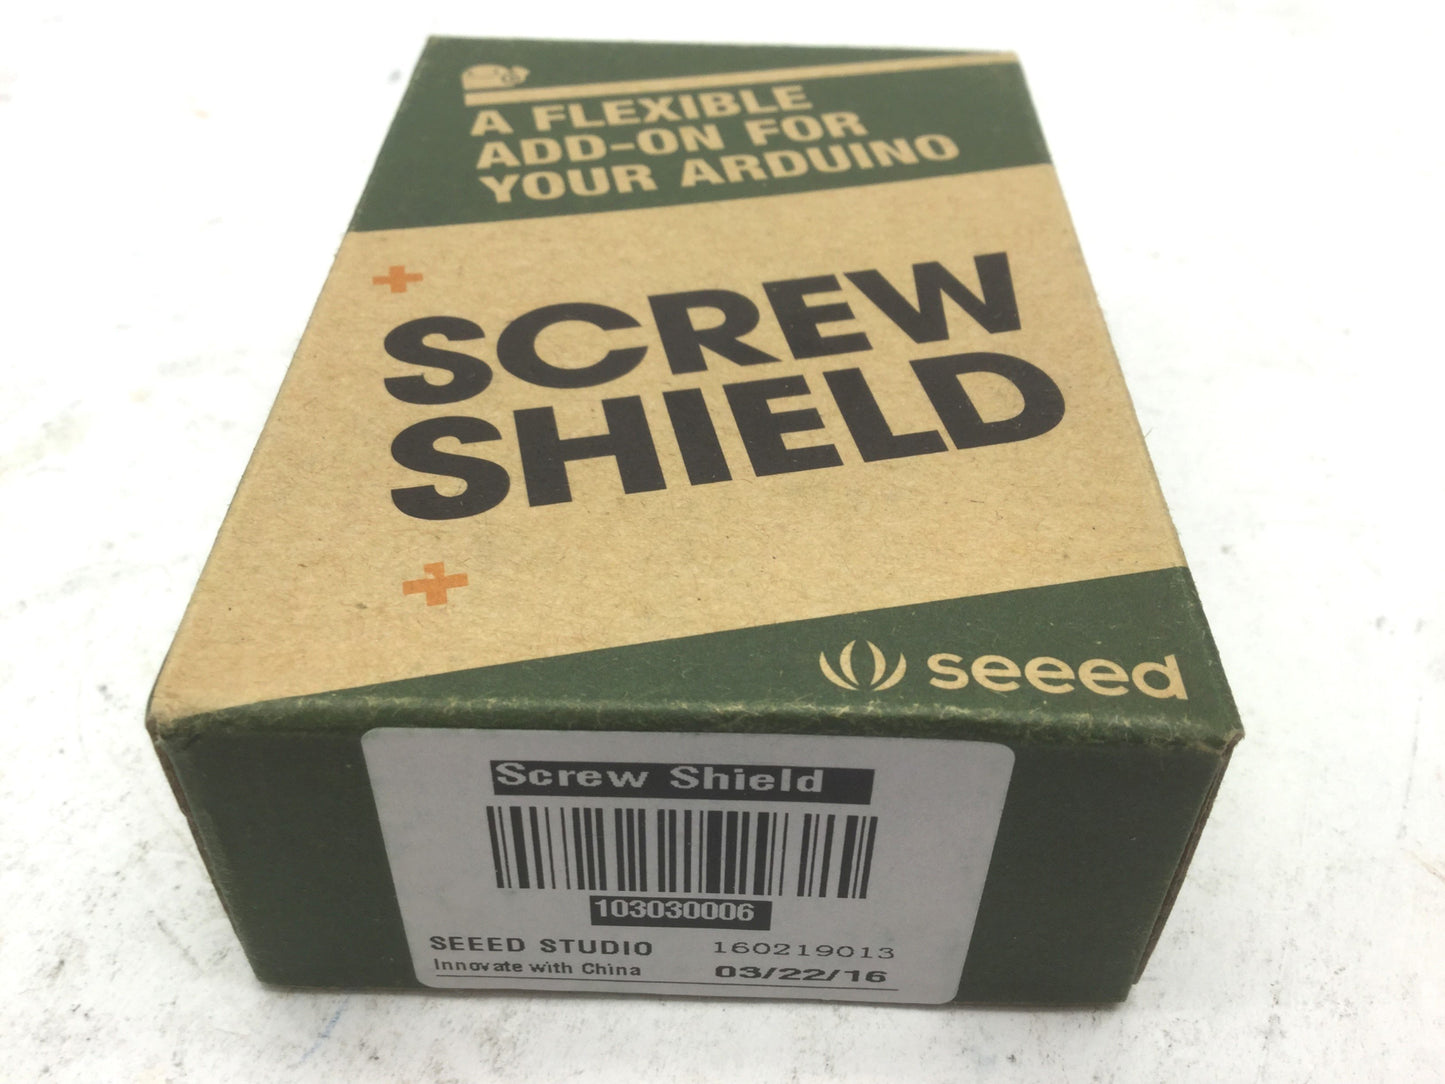 A FLEXIBLE
ADD-ON FOR
YOUR ARDUINO
SCREW
SHIELD
seeed
Screw Shield
103030006
SEEED STUDIO 160219013
Innovate with China 03/22/16